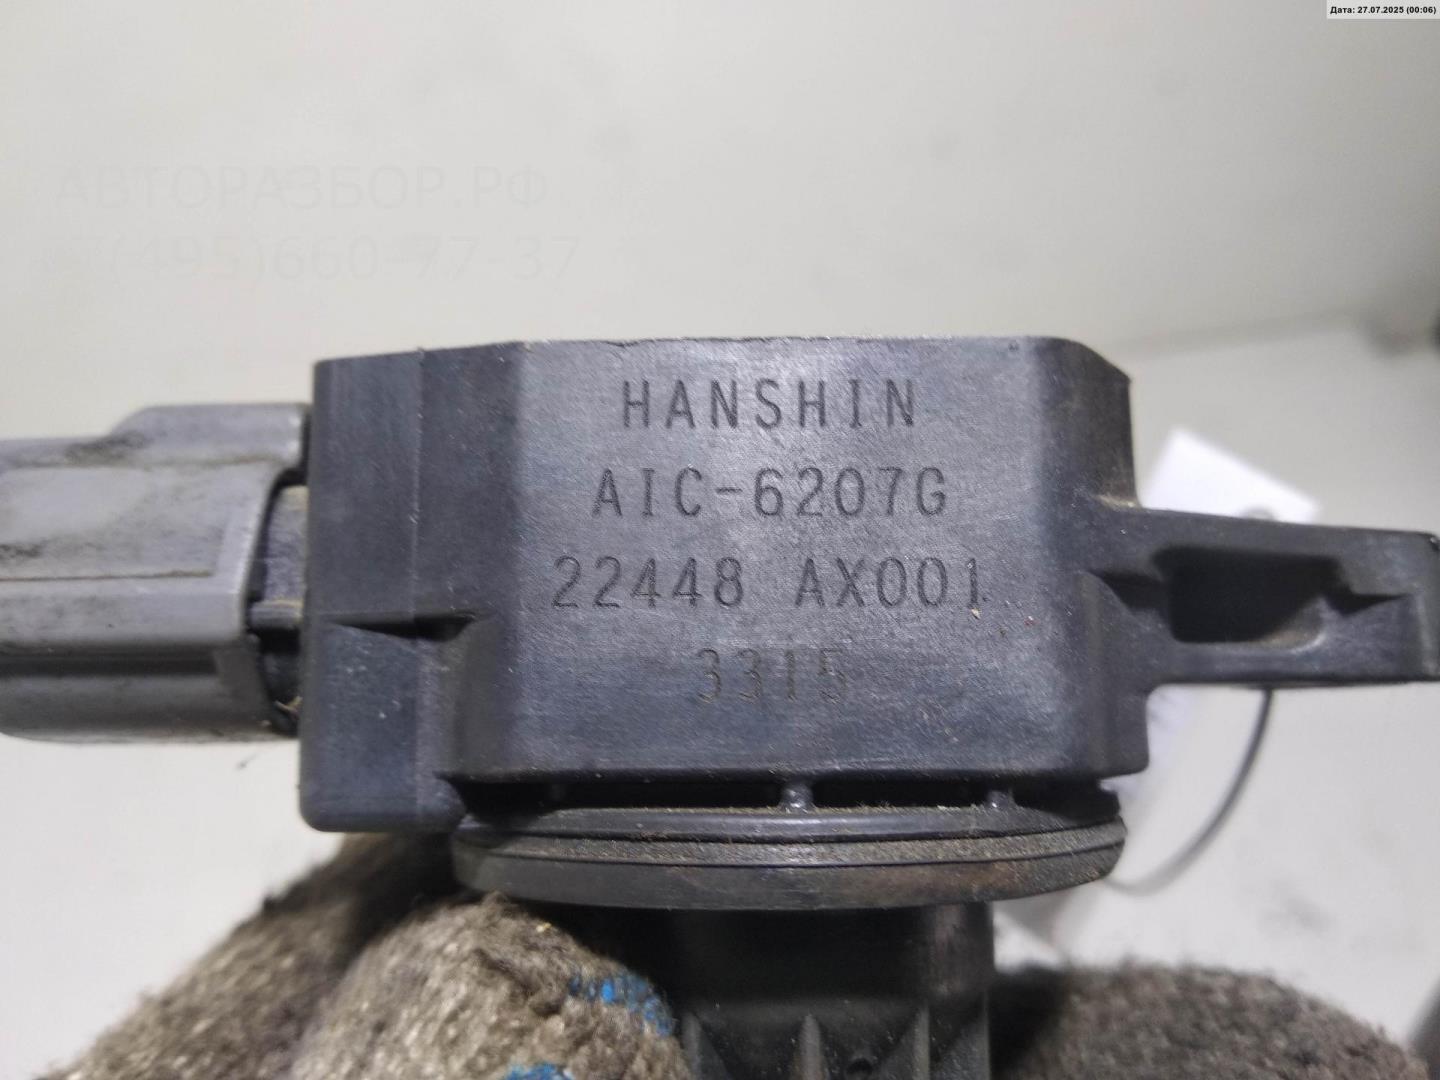 Дата: 27.07.2025 (00:06)
АВТОРАЗБОР.РФ
(495)660-77-37
HANSHIN
AIC-6207G
22448 AX001
3315